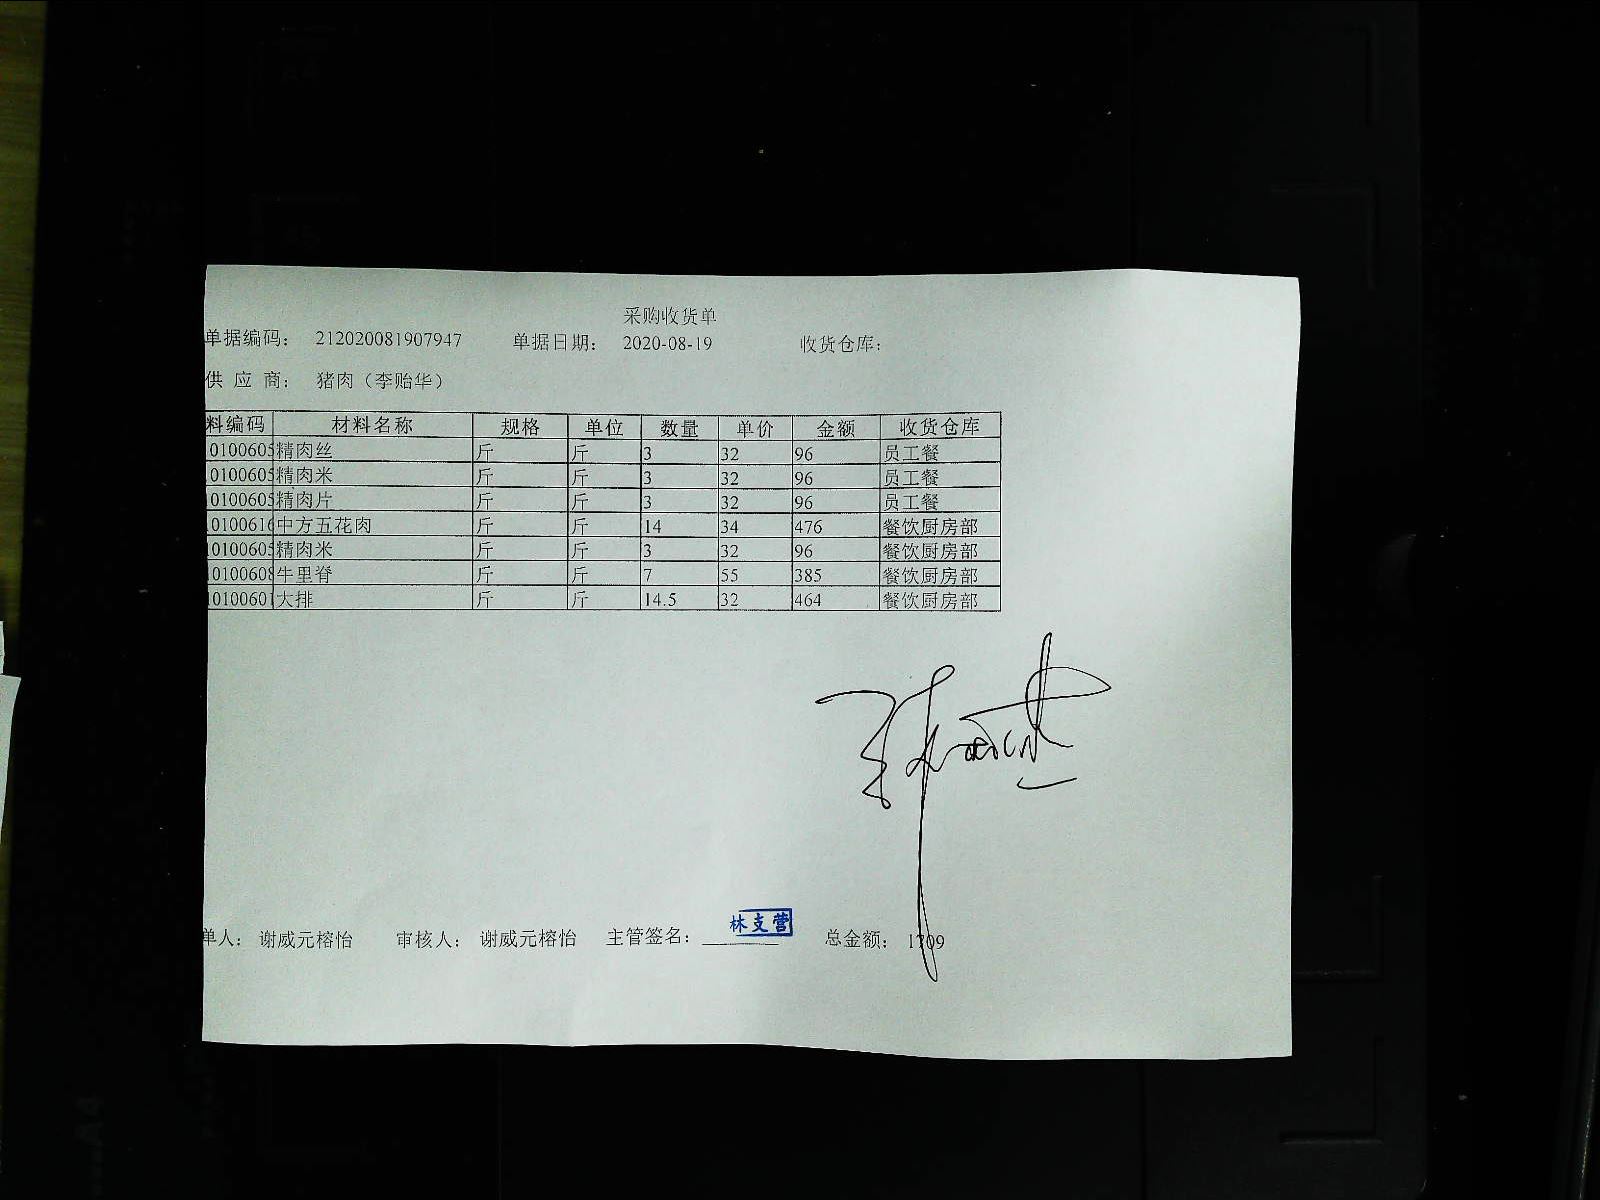 采购收货单
单据编码： 212020081907947 单据日期： 2020-08-19 收货仓库：
供 应 商： 猪肉（李贻华）
料编码 材料名称 规格 单位 数量 单价 金额 收货仓库
0100605 精肉丝 斤 斤 3 32 96 员工餐
0100605 精肉米 斤 斤 3 32 96 员工餐
0100605 精肉片 斤 斤 3 32 96 员工餐
0100616 中方五花肉 斤 斤 14 34 476 餐饮厨房部
0100605 精肉米 斤 斤 3 32 96 餐饮厨房部
0100608 牛里脊 斤 斤 7 55 385 餐饮厨房部
0100601 大排 斤 斤 14.5 32 464 餐饮厨房部
单人： 谢威元榕怡 审核人： 谢威元榕怡 主管签名： 林支营 总金额： 1709